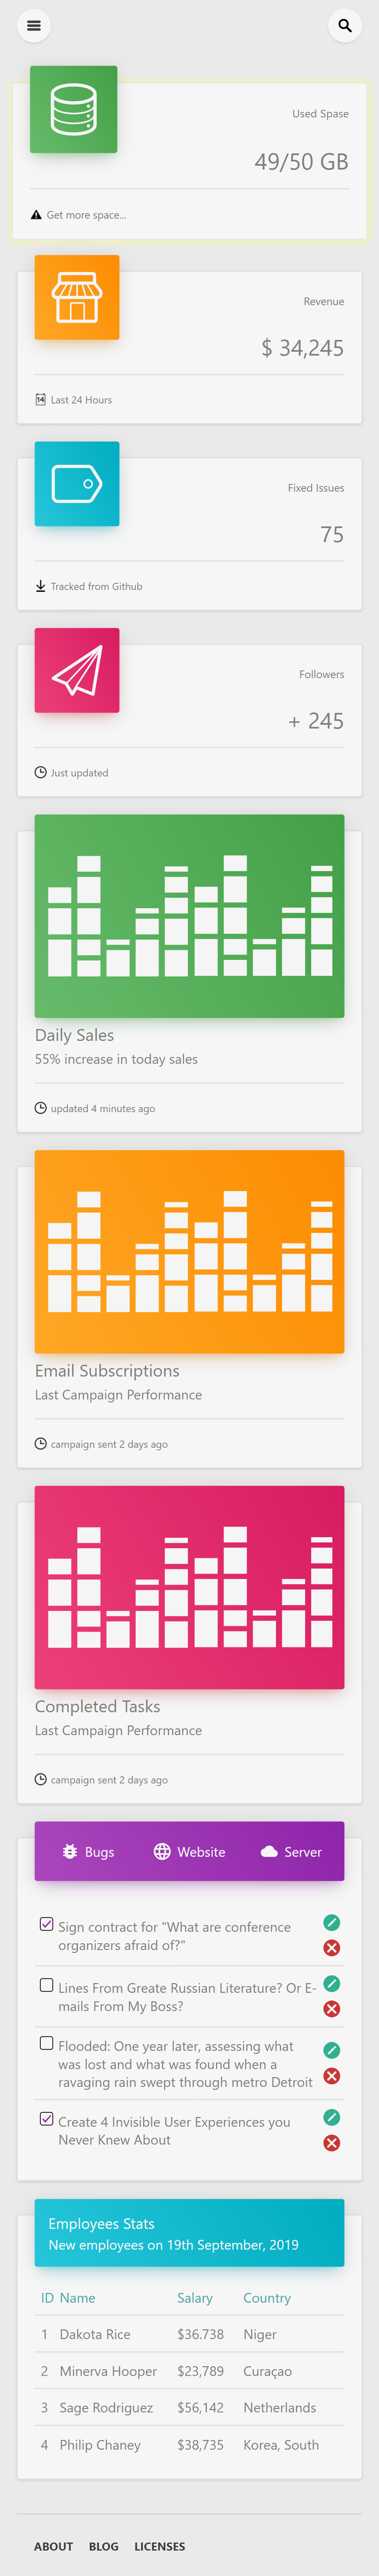 Used Spase
49/50 GB
Get more space...
Revenue
$ 34,245
14
Last 24 Hours
Fixed Issues
75
Tracked from Github
Followers
+ 245
Just updated
Daily Sales
55% increase in today sales
updated 4 minutes ago
Email Subscriptions
Last Campaign Performance
campaign sent 2 days ago
Completed Tasks
Last Campaign Performance
campaign sent 2 days ago
Bugs Website Server
Sign contract for "What are conference
organizers afraid of?"
Lines From Greate Russian Literature? Or E-
mails From My Boss?
Flooded: One year later, assessing what
was lost and what was found when a
ravaging rain swept through metro Detroit
Create 4 Invisible User Experiences you
Never Knew About
Employees Stats
New employees on 19th September, 2019
ID Name Salary Country
1 Dakota Rice $36.738 Niger
2 Minerva Hooper $23,789 Curaçao
3 Sage Rodriguez $56,142 Netherlands
4 Philip Chaney $38,735 Korea, South
ABOUT BLOG LICENSES